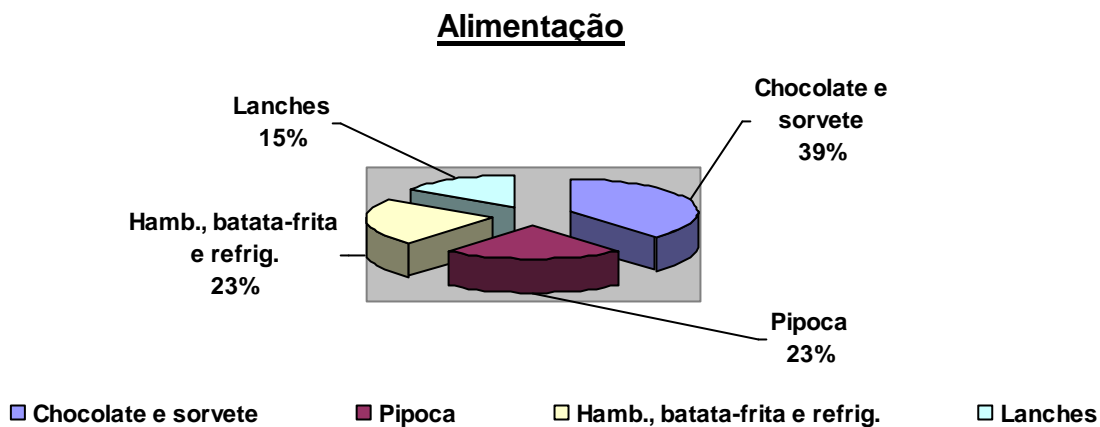 Alimentação
Chocolate e
sorvete
39%
Lanches
15%
Hamb., batata-frita
e refrig.
23%
Pipoca
23%
Chocolate e sorvete
Pipoca
Hamb., batata-frita e refrig.
Lanches